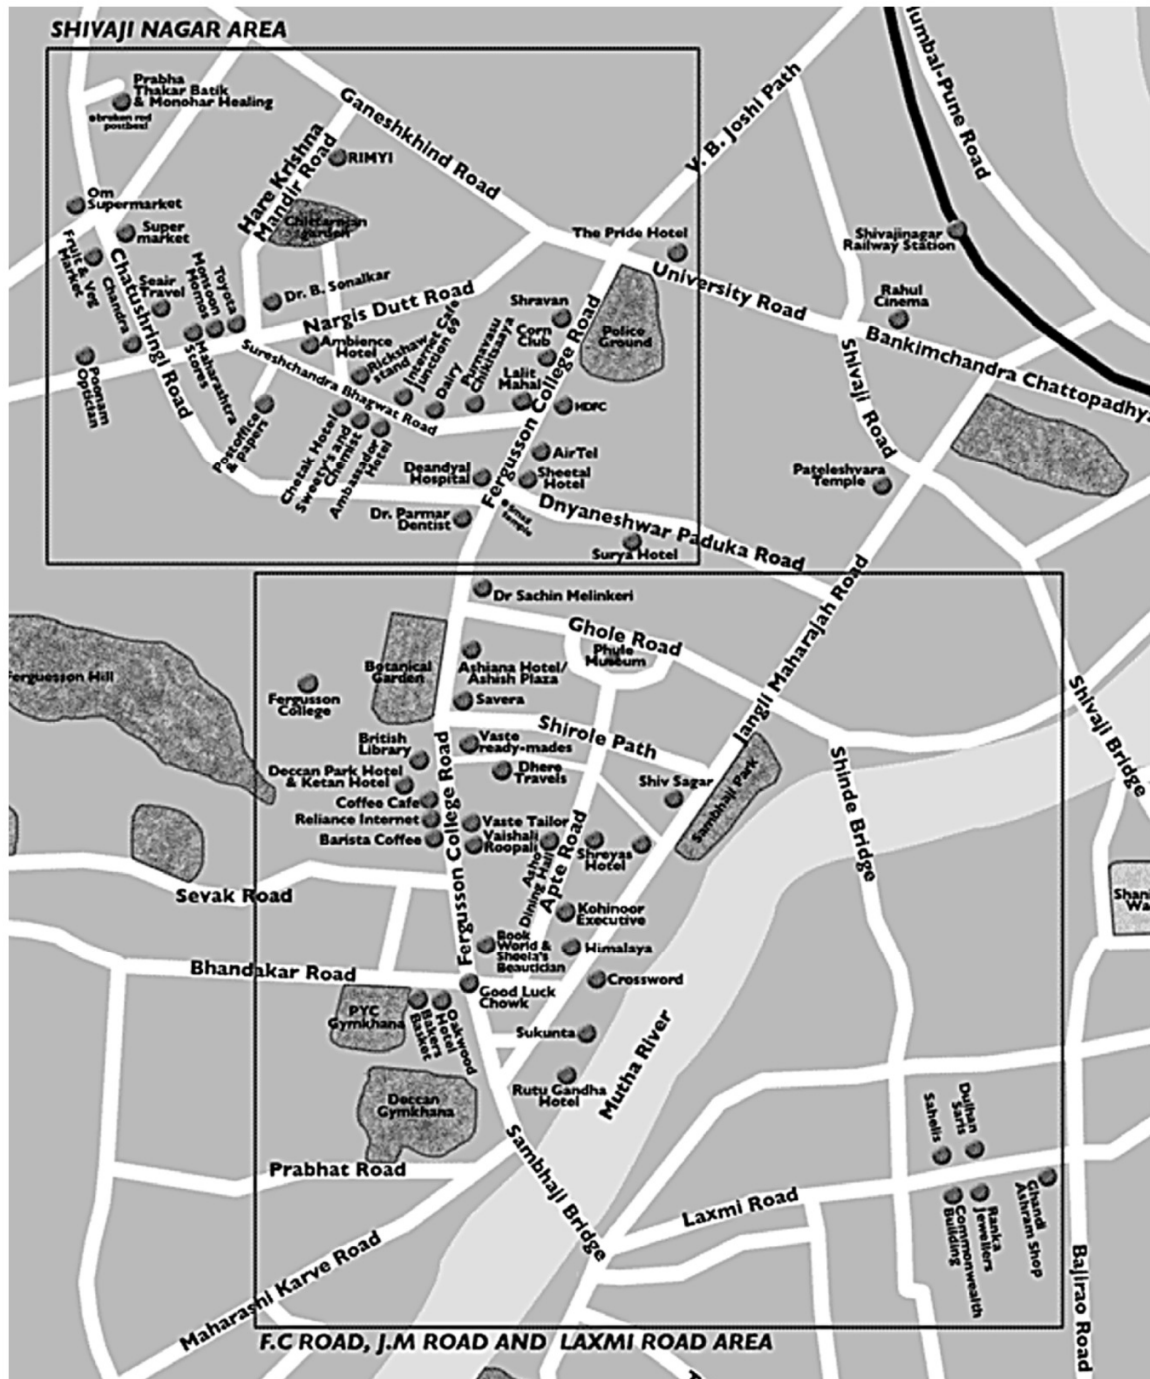 SHIVAJI NAGAR AREA
Prabha
Thakar Batik
& Monohar Healing
broken red
postbox!
Ganeshkhind Road
Hare Krishna
Mandir Road
RIMYI
V. B. Joshi Path
Mumbai-Pune Road
Om
Supermarket
Super
market
Fruit & Veg
Market
Chittarnjan
garden
The Pride Hotel
Shivajinagar
Railway Station
Chandra
Chatushringi Road
Seair
Travel
Monsoon
Momos
Toyota
Dr. B. Sonalkar
Nargis Dutt Road
University Road
Rahul
Cinema
Bankimchandra Chattopadhya
Shravan
Corn
Club
Police
Ground
Ambience
Hotel
Rickshaw
stand
Internet Cafe
Junction 69
Dairy
Purnavasu
Chikitsaaya
Lalit
Mahal
HDFC
Poonam
Optician
Maharashtra
Stores
Sureshchandra Bhagwat Road
Postoffice
& papers
Chetak Hotel
Sweety's and
Chemist
Ambassador
Hotel
Fergusson College Road
Shivaji Road
AirTel
Deandyal
Hospital
Sheetal
Hotel
Pateleshvara
Temple
Dr. Parmar
Dentist
Small
temple
Dnyaneshwar Paduka Road
Surya Hotel
Dr Sachin Melinkeri
Jangli Maharajah Road
Ghole Road
Phule
Museum
Ferguesson Hill
Fergusson
College
Botanical
Garden
Ashiana Hotel/
Ashish Plaza
Savera
Shirole Path
Shivaji Bridge
British
Library
Vaste
ready-mades
Dhere
Travels
Shiv Sagar
Sambhaji Park
Shinde Bridge
Deccan Park Hotel
& Ketan Hotel
Coffee Cafe
Reliance Internet
Barista Coffee
Fergusson College Road
Vaste Tailor
Vaishali
Roopali
Dining Hall
Apte Road
Shreyas
Hotel
Sevak Road
Kohinoor
Executive
Book
World &
Sheela's
Beautician
Himalaya
Crossword
Bhandakar Road
Good Luck
Chowk
PYC
Gymkhana
Bakers
Basket
Oakwood
Hotel
Sukunta
Rutu Gandha
Hotel
Mutha River
Deccan
Gymkhana
Prabhat Road
Sambhaji Bridge
Sahelis
Dulhan
Saris
Laxmi Road
Commonwealth
Building
Ranka
Jewellers
Ghandi
Ashram Shop
Maharashi Karve Road
Bajirao Road
F.C ROAD, J.M ROAD AND LAXMI ROAD AREA